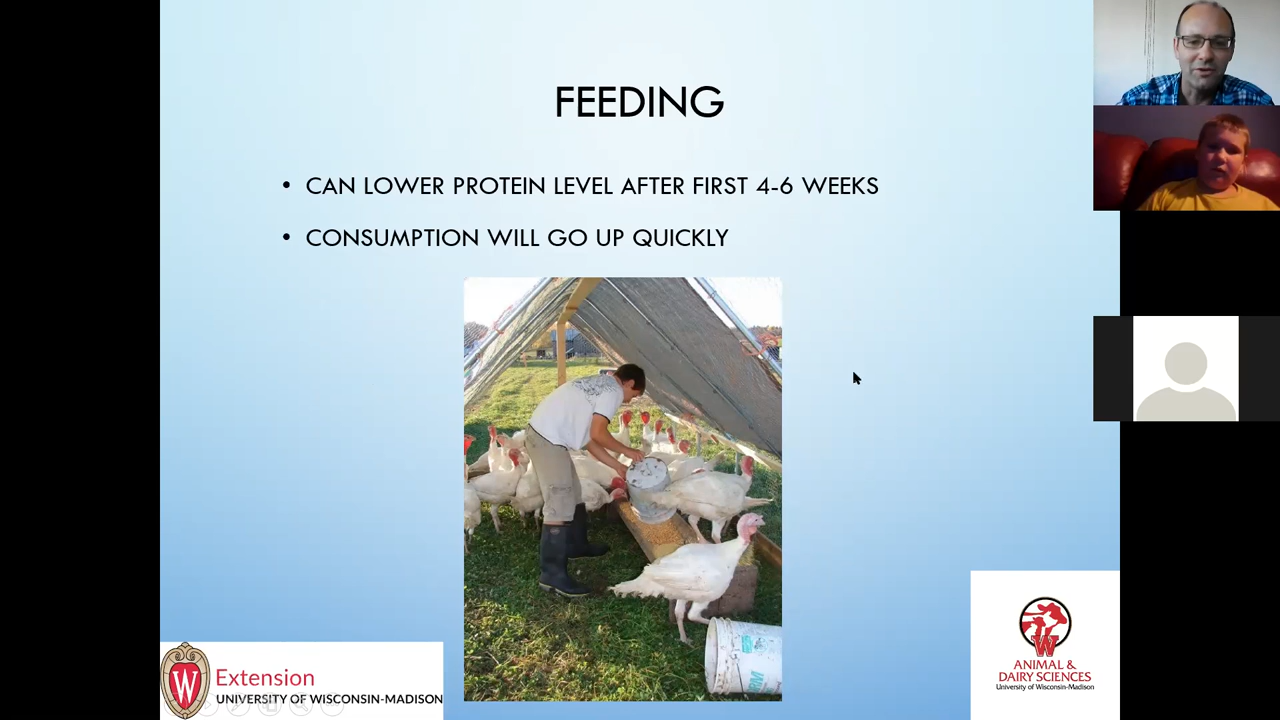 FEEDING
• CAN LOWER PROTEIN LEVEL AFTER FIRST 4-6 WEEKS
• CONSUMPTION WILL GO UP QUICKLY
W
Extension
UNIVERSITY OF WISCONSIN-MADISON
W
ANIMAL &
DAIRY SCIENCES
University of Wisconsin-Madison